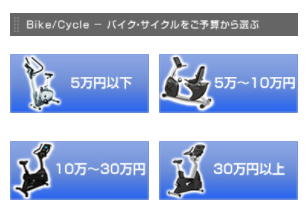 Bike/Cycle － バイク・サイクルをご予算から選ぶ
5万円以下
5万～10万円
10万～30万円
30万円以上